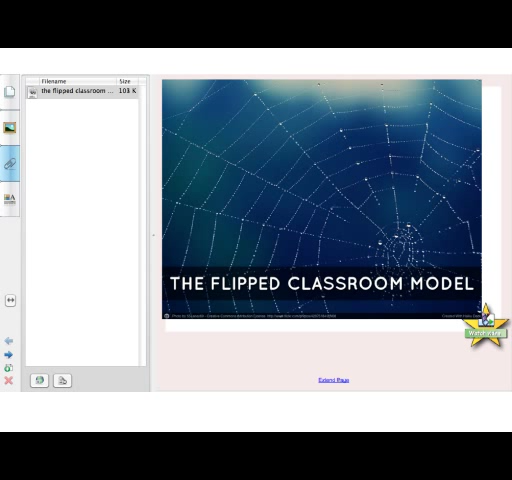 Filename Size
the flipped classroom ... 103 K
THE FLIPPED CLASSROOM MODEL
Extend Page